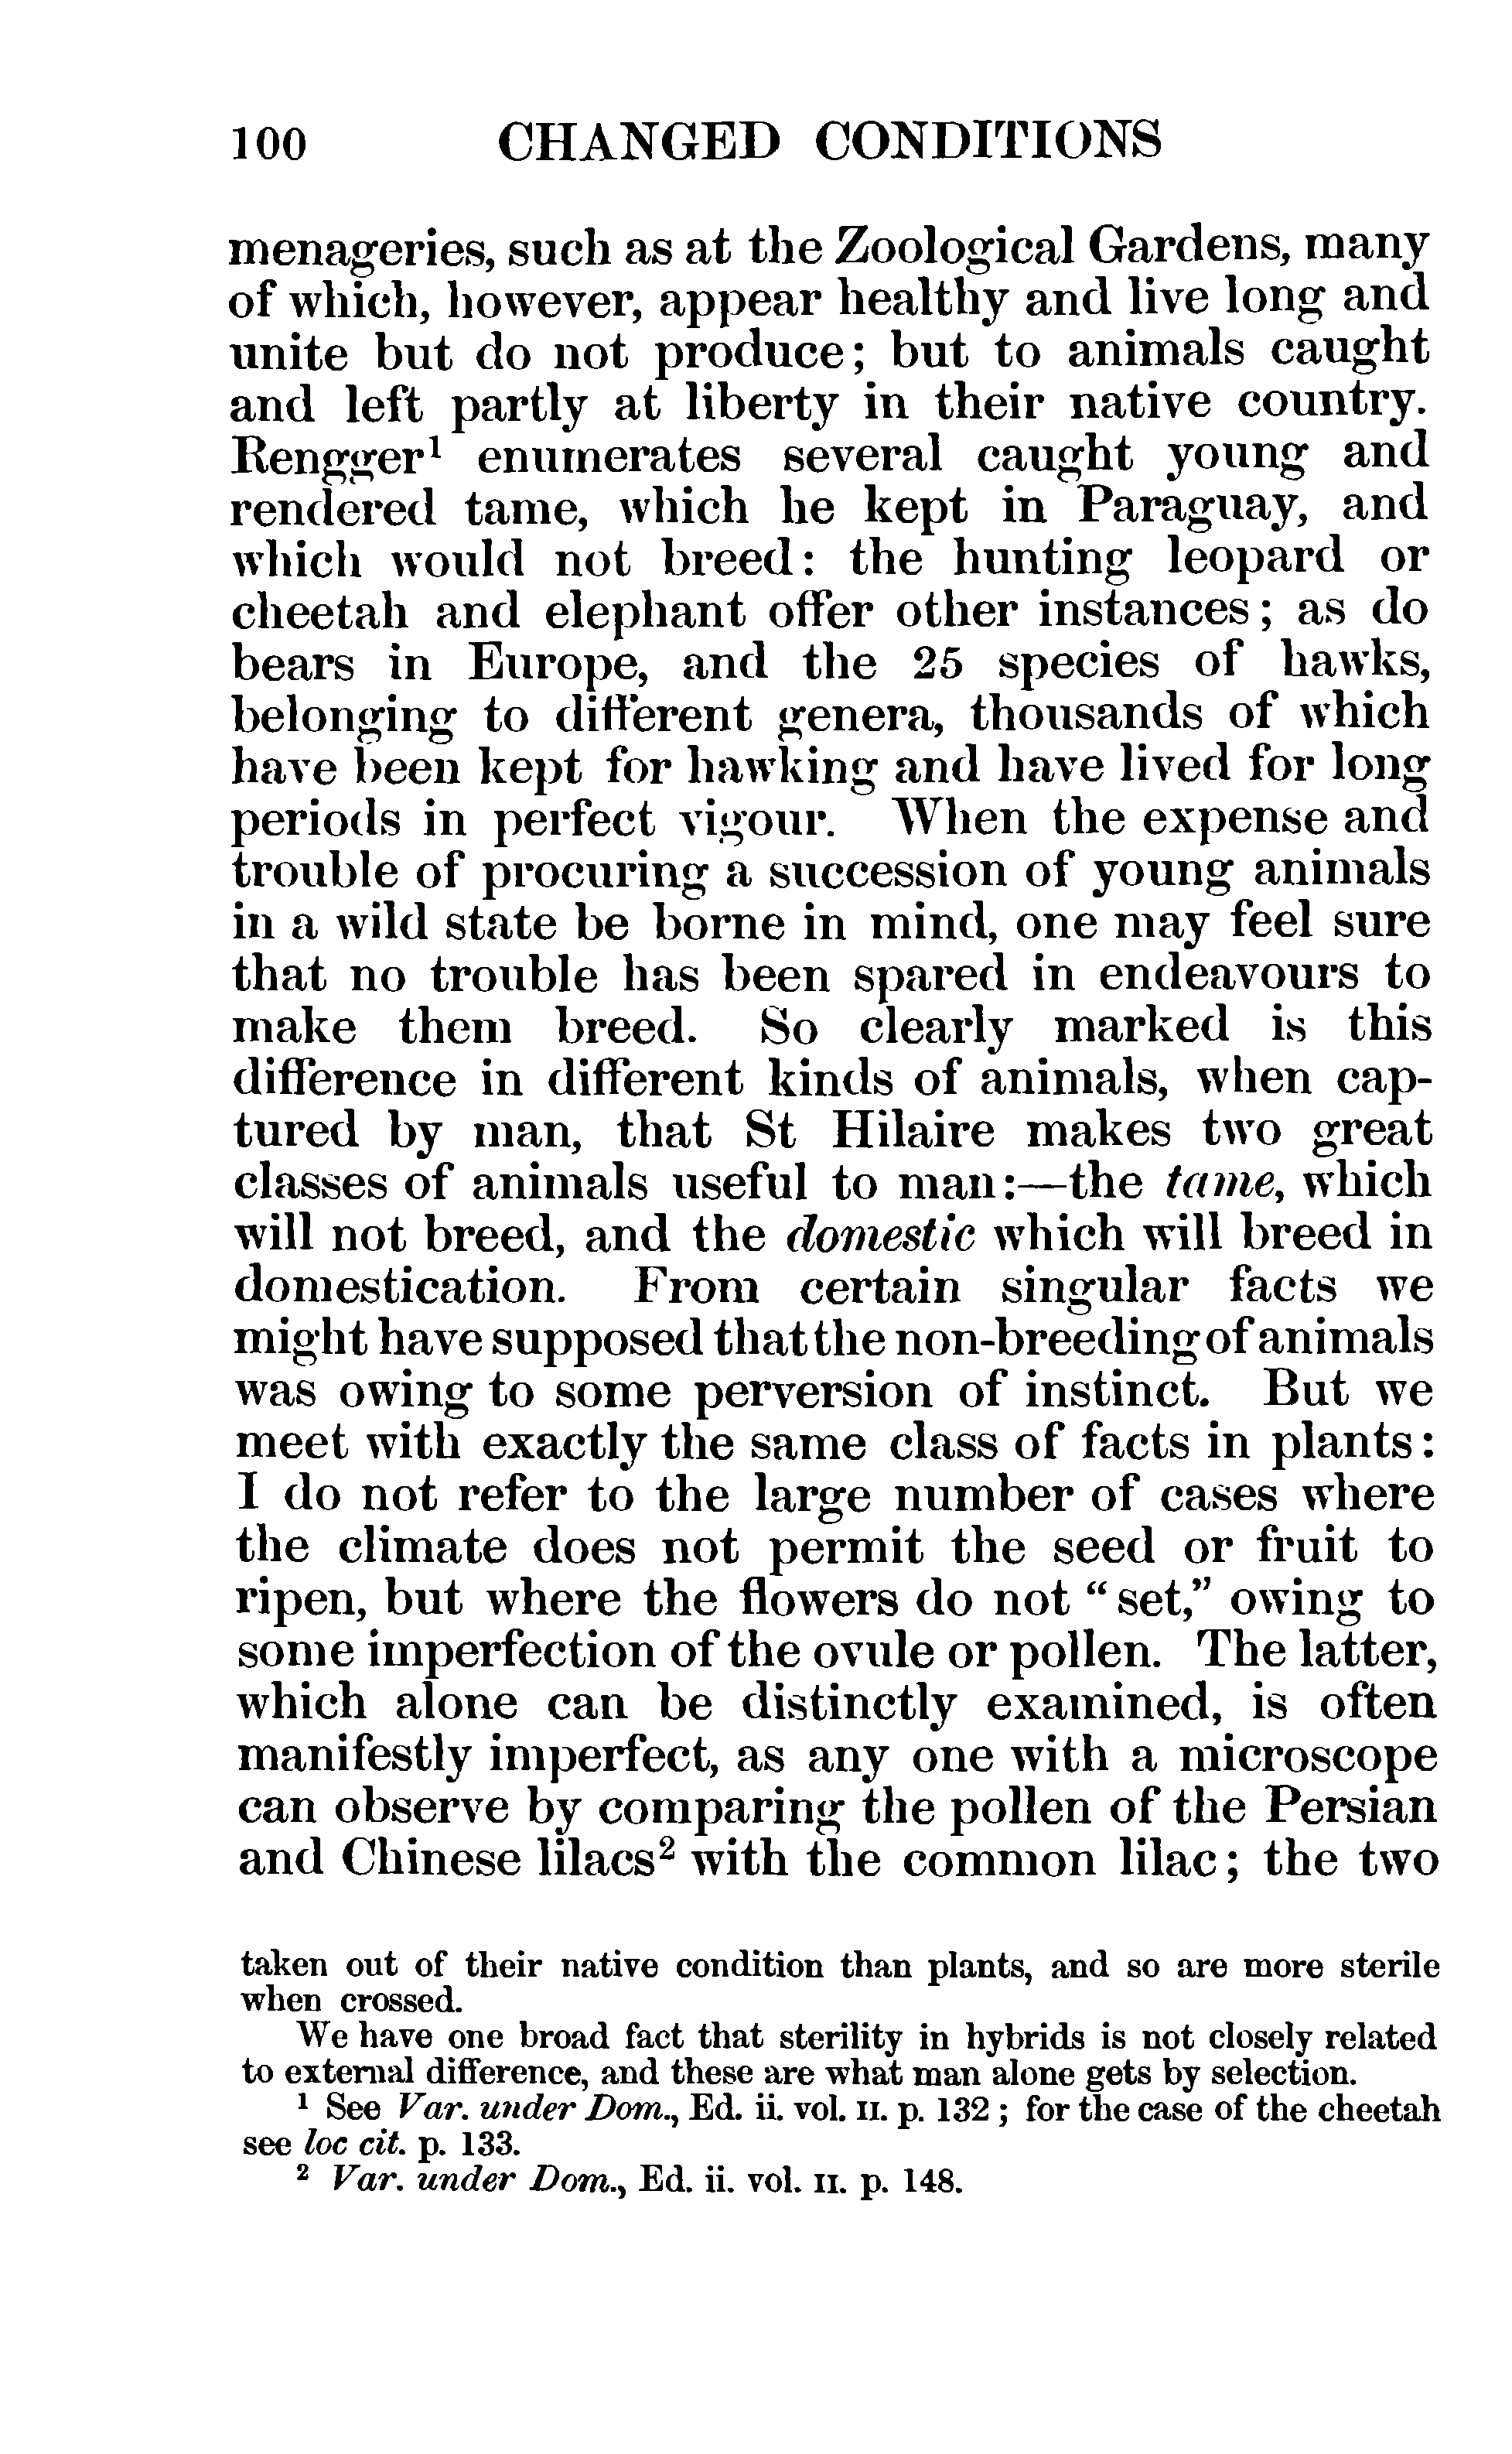 100 CHANGED CONDITIONS
menageries, such as at the Zoological Gardens, many
of which, however, appear healthy and live long and
unite but do not produce; but to animals caught
and left partly at liberty in their native country.
Rengger¹ enumerates several caught young and
rendered tame, which he kept in Paraguay, and
which would not breed: the hunting leopard or
cheetah and elephant offer other instances; as do
bears in Europe, and the 25 species of hawks,
belonging to different genera, thousands of which
have been kept for hawking and have lived for long
periods in perfect vigour. When the expense and
trouble of procuring a succession of young animals
in a wild state be borne in mind, one may feel sure
that no trouble has been spared in endeavours to
make them breed. So clearly marked is this
difference in different kinds of animals, when cap-
tured by man, that St Hilaire makes two great
classes of animals useful to man:—the tame, which
will not breed, and the domestic which will breed in
domestication. From certain singular facts we
might have supposed that the non-breeding of animals
was owing to some perversion of instinct. But we
meet with exactly the same class of facts in plants:
I do not refer to the large number of cases where
the climate does not permit the seed or fruit to
ripen, but where the flowers do not "set," owing to
some imperfection of the ovule or pollen. The latter,
which alone can be distinctly examined, is often
manifestly imperfect, as any one with a microscope
can observe by comparing the pollen of the Persian
and Chinese lilacs² with the common lilac; the two
taken out of their native condition than plants, and so are more sterile
when crossed.
We have one broad fact that sterility in hybrids is not closely related
to external difference, and these are what man alone gets by selection.
¹ See Var. under Dom., Ed. ii. vol. II. p. 132; for the case of the cheetah
see loc cit. p. 133.
² Var. under Dom., Ed. ii. vol. II. p. 148.